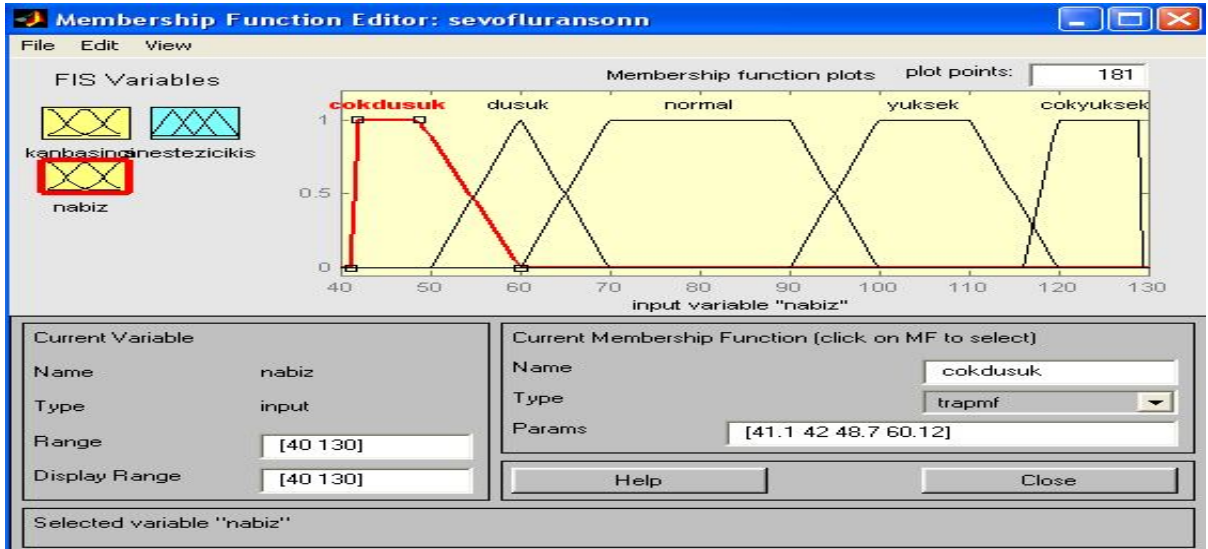 Membership Function Editor: sevofluransonn
File Edit View
FIS Variables
Membership function plots plot points: 181
kanbasinci anestezicikis
nabiz
cokdusuk dusuk normal yuksek cokyuksek
1
0.5
0
40 50 60 70 80 90 100 110 120 130
input variable "nabiz"
Current Variable
Name nabiz
Type input
Range [40 130]
Display Range [40 130]
Current Membership Function (click on MF to select)
Name cokdusuk
Type trapmf
Params [41.1 42 48.7 60.12]
Help Close
Selected variable "nabiz"